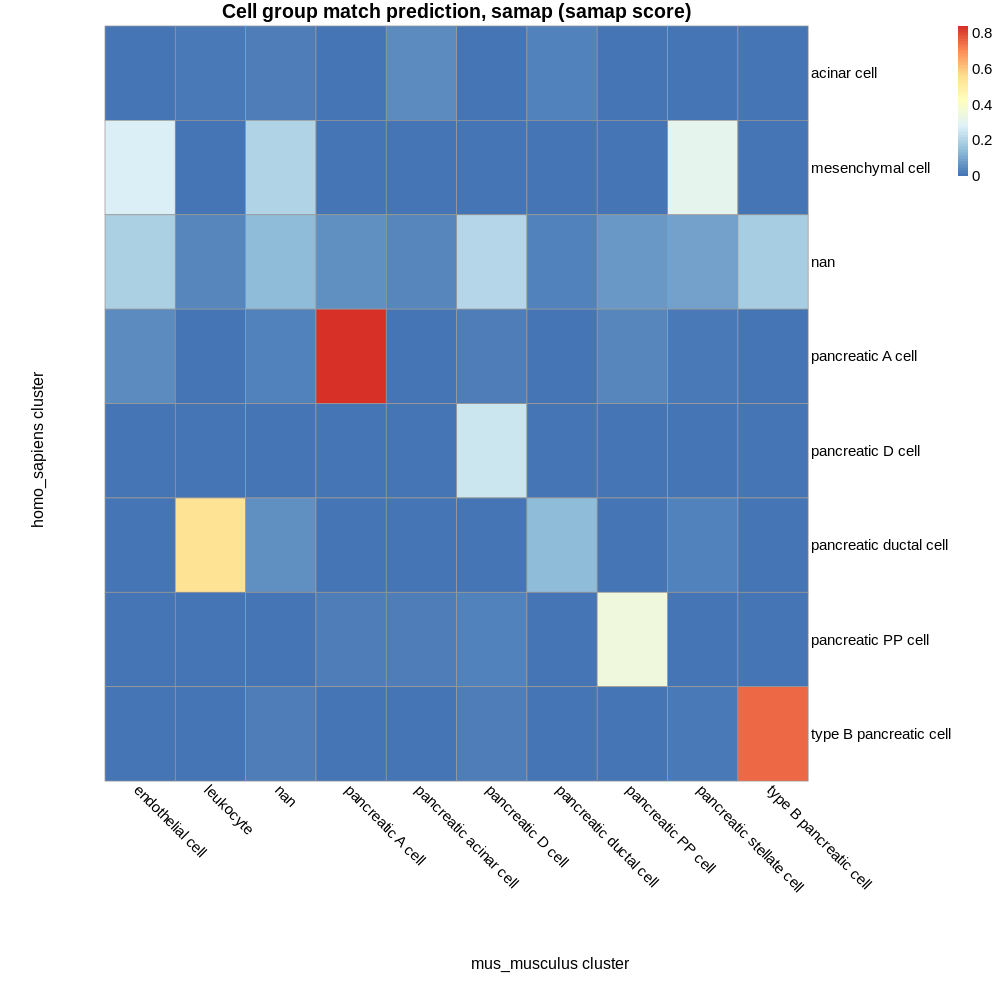 Cell group match prediction, samap (samap score)
0.8
0.6
0.4
0.2
0
acinar cell
mesenchymal cell
nan
pancreatic A cell
pancreatic D cell
pancreatic ductal cell
pancreatic PP cell
type B pancreatic cell
homo_sapiens cluster
endothelial cell
leukocyte
nan
pancreatic A cell
pancreatic acinar cell
pancreatic D cell
pancreatic ductal cell
pancreatic PP cell
pancreatic stellate cell
type B pancreatic cell
mus_musculus cluster